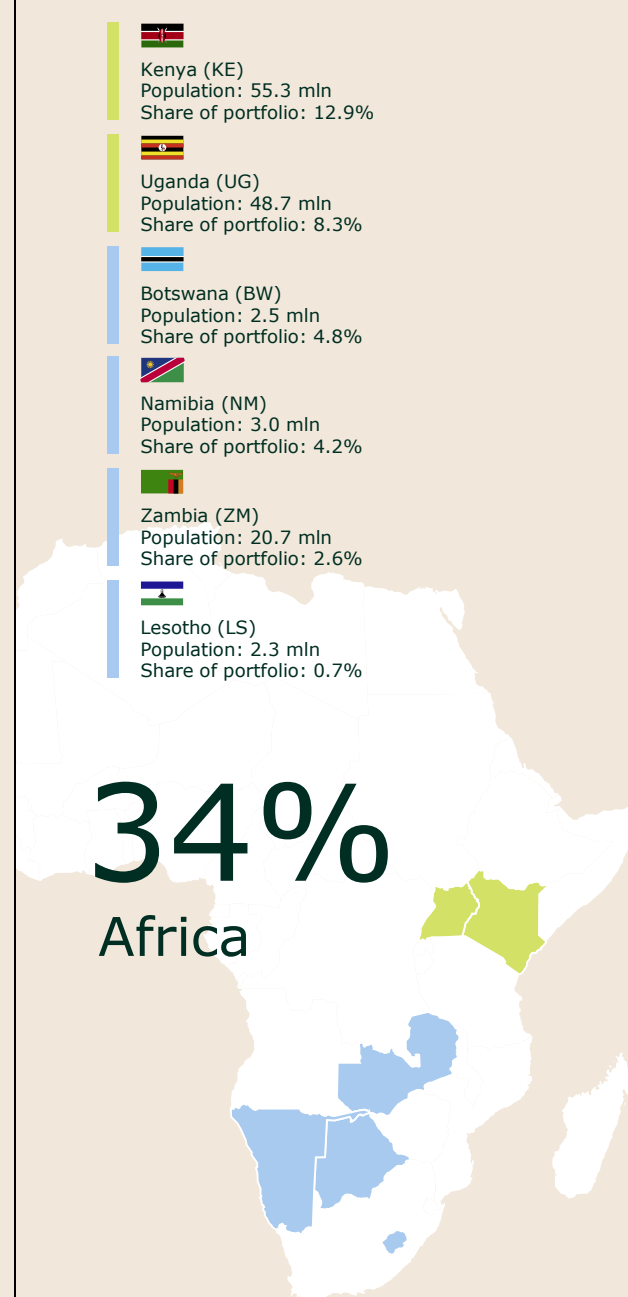 Kenya (KE)
Population: 55.3 mln
Share of portfolio: 12.9%
Uganda (UG)
Population: 48.7 mln
Share of portfolio: 8.3%
Botswana (BW)
Population: 2.5 mln
Share of portfolio: 4.8%
Namibia (NM)
Population: 3.0 mln
Share of portfolio: 4.2%
Zambia (ZM)
Population: 20.7 mln
Share of portfolio: 2.6%
Lesotho (LS)
Population: 2.3 mln
Share of portfolio: 0.7%
34%
Africa